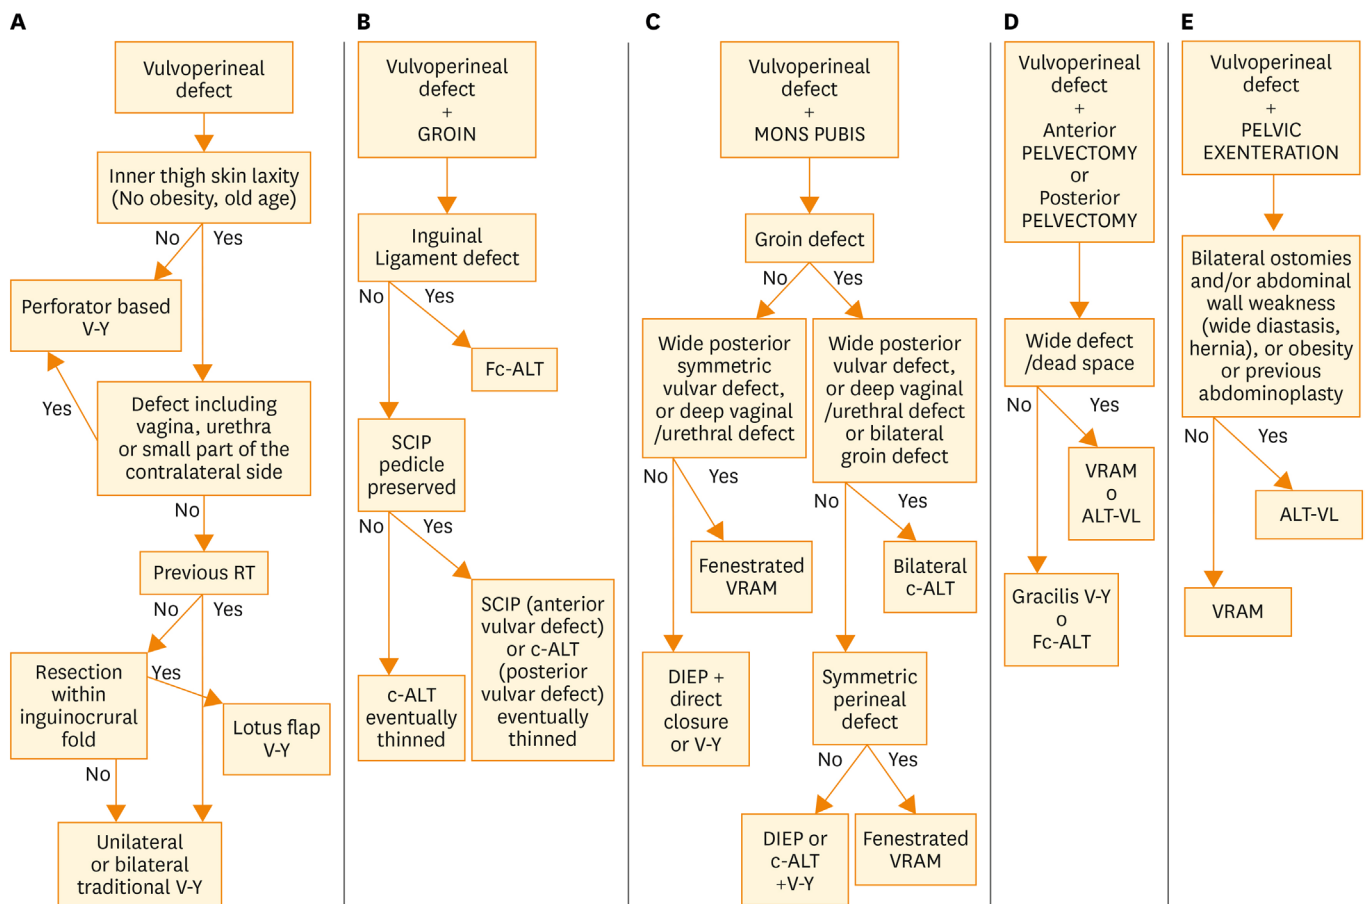 A
Vulvoperineal
defect
Inner thigh skin laxity
(No obesity, old age)
No
Yes
Perforator based
V-Y
Yes
Defect including
vagina, urethra
or small part of the
contralateral side
No
Previous RT
No
Yes
Resection
within
inguinocrural
fold
Yes
Lotus flap
V-Y
No
Unilateral
or bilateral
traditional V-Y
B
Vulvoperineal
defect
+
GROIN
Inguinal
Ligament defect
No
Yes
Fc-ALT
SCIP
pedicle
preserved
No
Yes
c-ALT
eventually
thinned
SCIP (anterior
vulvar defect)
or c-ALT
(posterior
vulvar defect)
eventually
thinned
C
Vulvoperineal
defect
+
MONS PUBIS
Groin defect
No
Yes
Wide posterior
symmetric
vulvar defect,
or deep vaginal
/urethral defect
No
Yes
Fenestrated
VRAM
DIEP +
direct
closure
or V-Y
Wide posterior
vulvar defect,
or deep vaginal
/urethral defect
or bilateral
groin defect
No
Yes
Bilateral
c-ALT
Symmetric
perineal
defect
No
Yes
DIEP or
c-ALT
+V-Y
Fenestrated
VRAM
D
Vulvoperineal
defect
+
Anterior
PELVECTOMY
or
Posterior
PELVECTOMY
Wide defect
/dead space
No
Yes
VRAM
o
ALT-VL
Gracilis V-Y
o
Fc-ALT
E
Vulvoperineal
defect
+
PELVIC
EXENTERATION
Bilateral ostomies
and/or abdominal
wall weakness
(wide diastasis,
hernia), or obesity
or previous
abdominoplasty
No
Yes
ALT-VL
VRAM